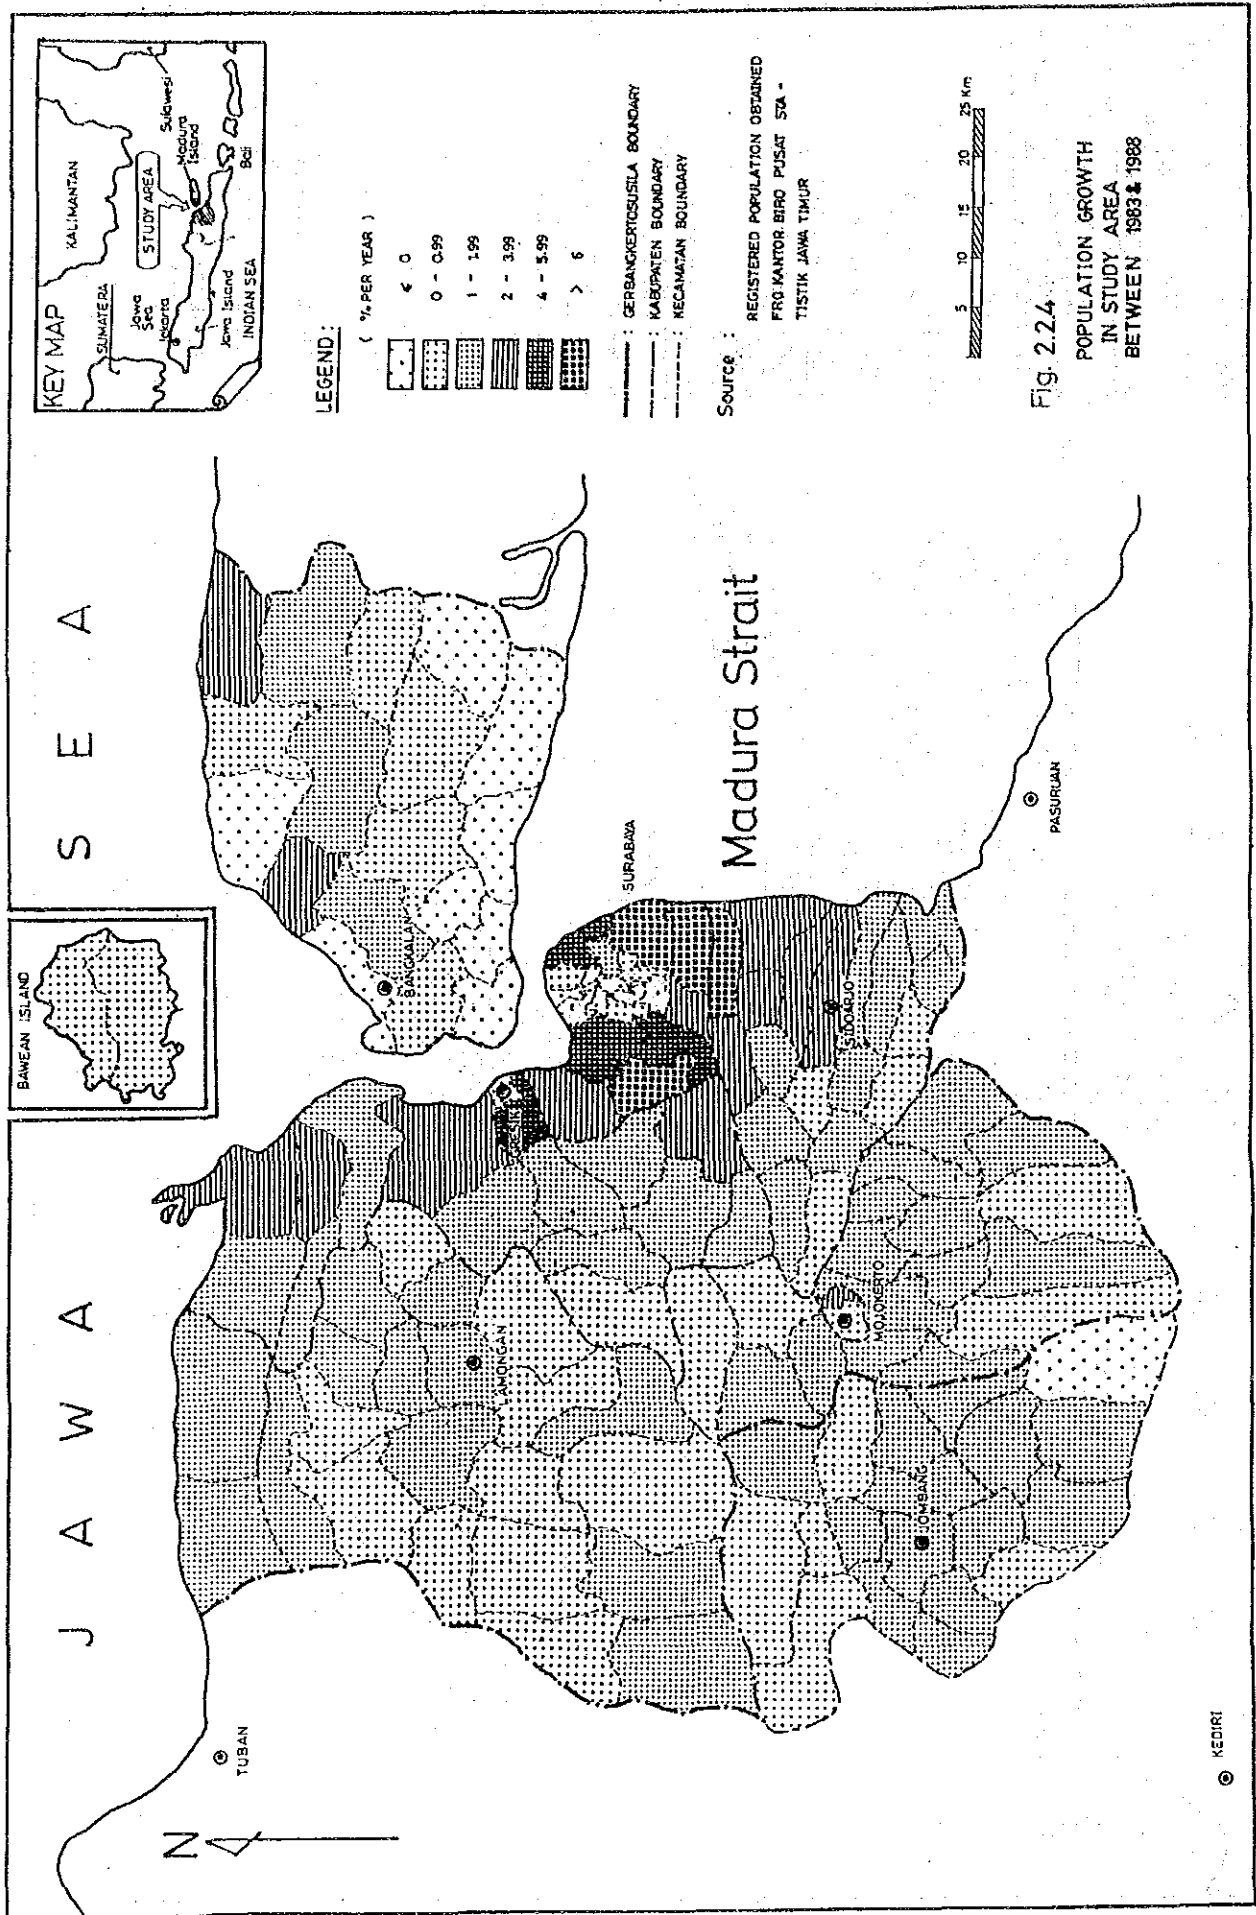 J A W A S E A
BAWEAN ISLAND
KEY MAP
SUMATERA
KALIMANTAN
Jawa
Sea
Jakarta
STUDY AREA
Sulawesi
Madura
Island
Jawa Island
Bali
INDIAN SEA
LEGEND :
( % PER YEAR )
≤ 0
0 - 0.99
1 - 1.99
2 - 3.99
4 - 5.99
> 6
: GERBANGKERTOSUSILA BOUNDARY
: KABUPATEN BOUNDARY
: KECAMATAN BOUNDARY
Source :
REGISTERED POPULATION OBTAINED
FRO KANTOR BIRO PUSAT STA -
TISTIK JAWA TIMUR
5 10 15 20 25 Km
Fig. 2.2.4
POPULATION GROWTH
IN STUDY AREA
BETWEEN 1983 & 1988
N
TUBAN
BANGKALAN
GRESIK
LAMONGAN
SURABAYA
Madura Strait
SIDOARJO
MOJOKERTO
JOMBANG
PASURUAN
KEDIRI